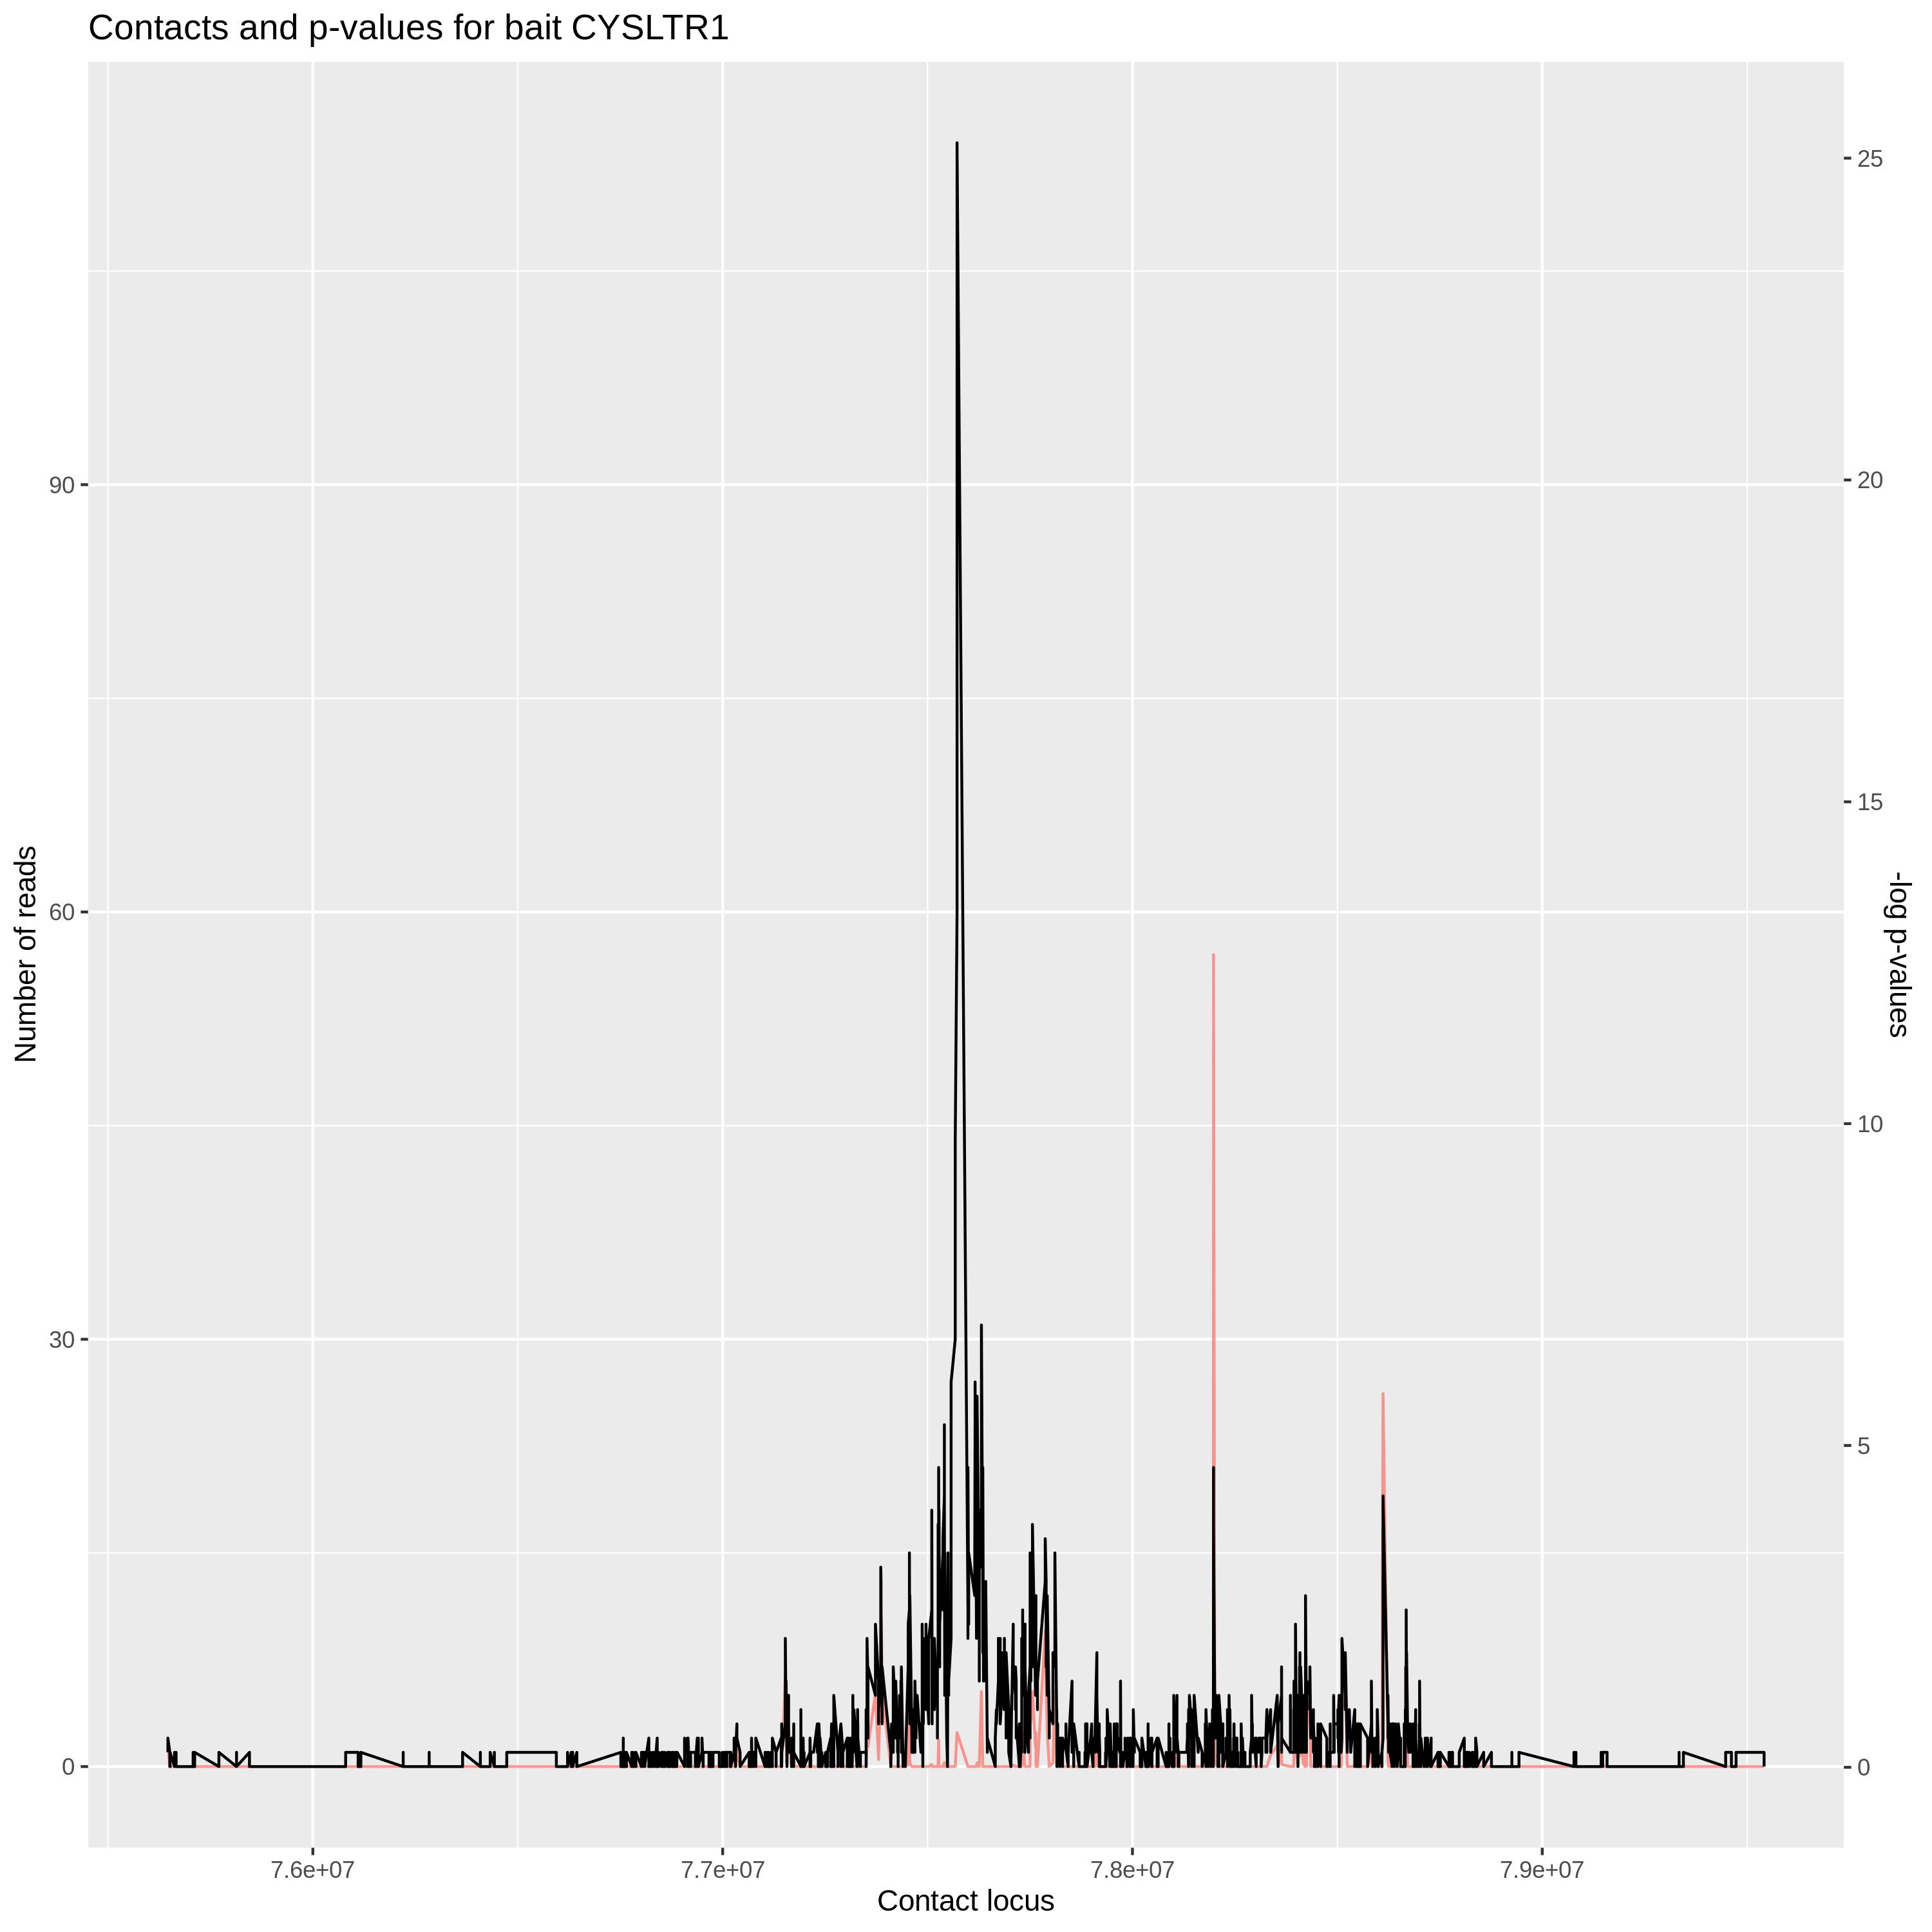 Contacts and p-values for bait CYSLTR1
Number of reads
90
60
30
0
25
20
15
10
5
0
-log p-values
7.6e+07 7.7e+07 7.8e+07 7.9e+07
Contact locus